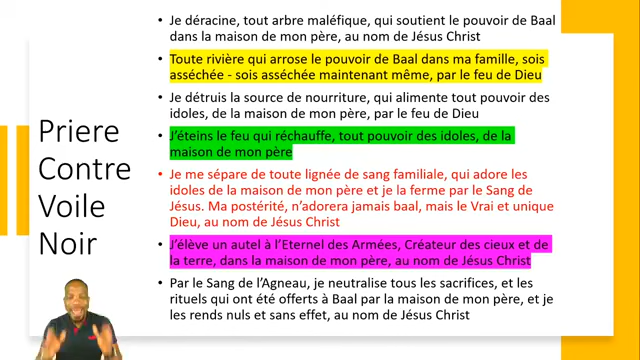 Priere
Contre
Voile
Noir
• Je déracine, tout arbre maléfique, qui soutient le pouvoir de Baal
dans la maison de mon père, au nom de Jésus Christ
• Toute rivière qui arrose le pouvoir de Baal dans ma famille, sois
asséchée - sois asséchée maintenant même, par le feu de Dieu
• Je détruis la source de nourriture, qui alimente tout pouvoir des
idoles, de la maison de mon père, par le feu de Dieu
• J’éteins le feu qui réchauffe, tout pouvoir des idoles, de la
maison de mon père
• Je me sépare de toute lignée de sang familiale, qui adore les
idoles de la maison de mon père et je la ferme par le Sang de
Jésus. Ma postérité, n’adorera jamais baal, mais le Vrai et unique
Dieu, au nom de Jésus Christ
• J’élève un autel à l’Eternel des Armées, Créateur des cieux et de
la terre, dans la maison de mon père, au nom de Jésus Christ
• Par le Sang de l’Agneau, je neutralise tous les sacrifices, et les
rituels qui ont été offerts à Baal par la maison de mon père, et je
les rends nuls et sans effet, au nom de Jésus Christ